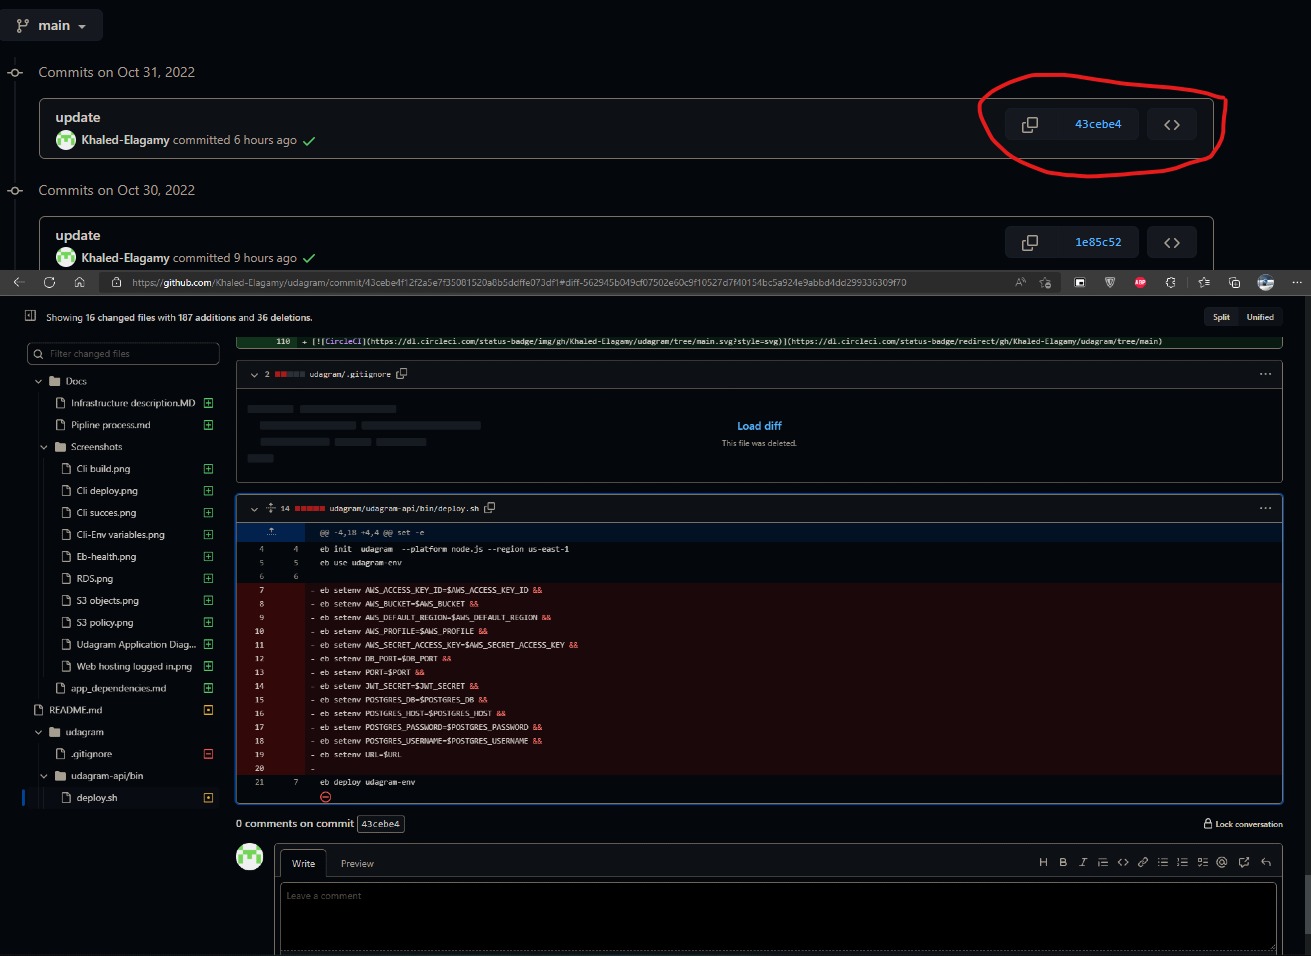 main
Commits on Oct 31, 2022
update
Khaled-Elagamy committed 6 hours ago
43cebe4
Commits on Oct 30, 2022
update
Khaled-Elagamy committed 9 hours ago
1e85c52
https://github.com/Khaled-Elagamy/udagram/commit/43cebe4f12f2a5e7f35081520a8b5ddffe073df1#diff-562945b049cf07502ec60c9f10527d7f40154bc5a924e9abbd4dd299336309f70
ABP
Showing 16 changed files with 187 additions and 36 deletions.
Split Unified
Filter changed files
Docs
Infrastructure description.MD
Pipline process.md
Screenshots
Cli build.png
Cli deploy.png
Cli succes.png
Cli-Env variables.png
Eb-health.png
RDS.png
S3 objects.png
S3 policy.png
Udagram Application Diag...
Web hosting logged in.png
app_dependencies.md
README.md
udagram
.gitignore
udagram-api/bin
deploy.sh
110 + [![CircleCI](https://dl.circleci.com/status-badge/img/gh/Khaled-Elagamy/udagram/tree/main.svg?style=svg)](https://dl.circleci.com/status-badge/redirect/gh/Khaled-Elagamy/udagram/tree/main)
2 udagram/.gitignore
Load diff
This file was deleted.
14 udagram/udagram-api/bin/deploy.sh
@@ -4,18 +4,4 @@ set -e
4 4 eb init udagram --platform node.js --region us-east-1
5 5 eb use udagram-env
6 6
7 - eb setenv AWS_ACCESS_KEY_ID=$AWS_ACCESS_KEY_ID &&
8 - eb setenv AWS_BUCKET=$AWS_BUCKET &&
9 - eb setenv AWS_DEFAULT_REGION=$AWS_DEFAULT_REGION &&
10 - eb setenv AWS_PROFILE=$AWS_PROFILE &&
11 - eb setenv AWS_SECRET_ACCESS_KEY=$AWS_SECRET_ACCESS_KEY &&
12 - eb setenv DB_PORT=$DB_PORT &&
13 - eb setenv PORT=$PORT &&
14 - eb setenv JWT_SECRET=$JWT_SECRET &&
15 - eb setenv POSTGRES_DB=$POSTGRES_DB &&
16 - eb setenv POSTGRES_HOST=$POSTGRES_HOST &&
17 - eb setenv POSTGRES_PASSWORD=$POSTGRES_PASSWORD &&
18 - eb setenv POSTGRES_USERNAME=$POSTGRES_USERNAME &&
19 - eb setenv URL=$URL
20 -
21 7 eb deploy udagram-env
0 comments on commit 43cebe4
Lock conversation
Write Preview
Leave a comment